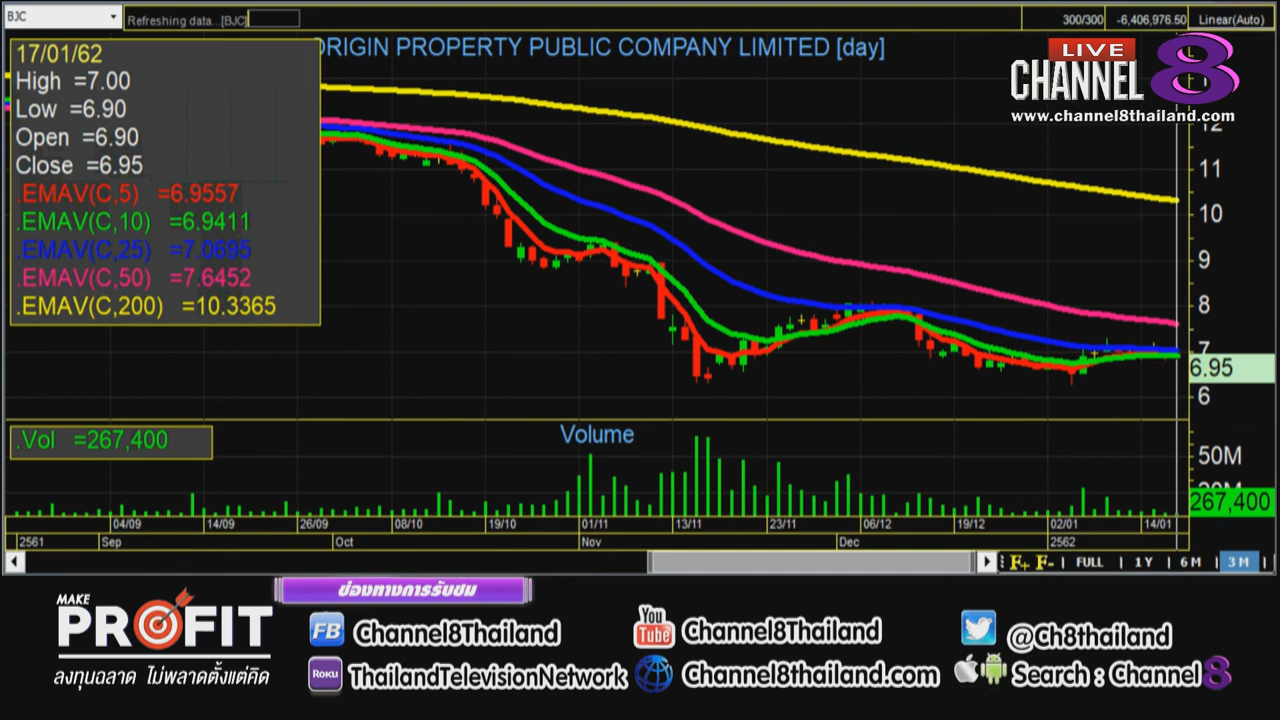 BJC
Refreshing data...[BJC]
300/300
-6,406,976.50
Linear(Auto)
ORIGIN PROPERTY PUBLIC COMPANY LIMITED [day]
LIVE
CHANNEL 8
www.channel8thailand.com
17/01/62
High =7.00
Low =6.90
Open =6.90
Close =6.95
.EMAV(C,5) =6.9557
.EMAV(C,10) =6.9411
.EMAV(C,25) =7.0695
.EMAV(C,50) =7.6452
.EMAV(C,200) =10.3365
12
11
10
9
8
7
6.95
6
.Vol =267,400
Volume
50M
267,400
04/09
14/09
26/09
08/10
19/10
01/11
13/11
23/11
06/12
19/12
02/01
14/01
2561
Sep
Oct
Nov
Dec
2562
F+
F-
FULL
1 Y
6 M
3 M
MAKE
PROFIT
ลงทุนฉลาด ไม่พลาดตั้งแต่คิด
ช่องทางการรับชม
FB Channel8Thailand
You Tube Channel8Thailand
@Ch8thailand
ROKU ThailandTelevisionNetwork
Channel8thailand.com
Search : Channel 8